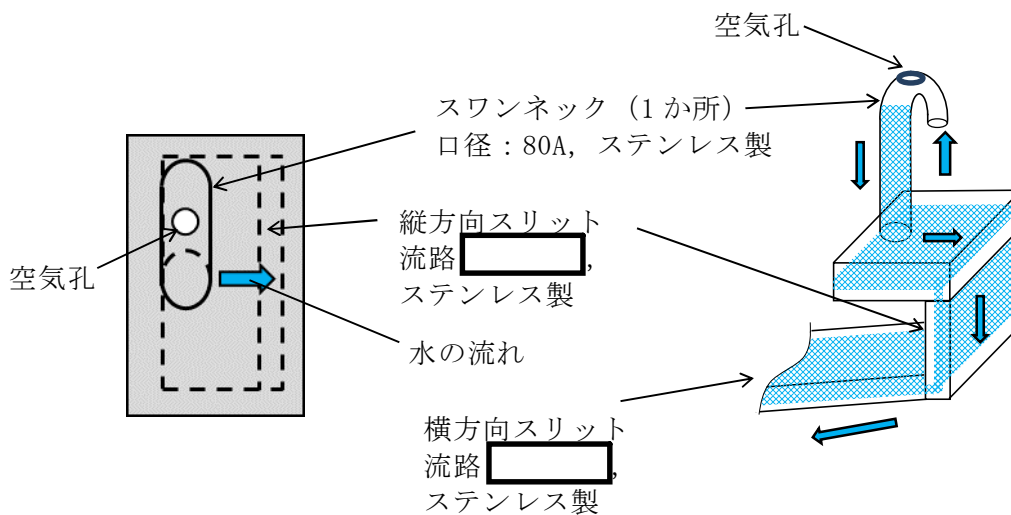 空気孔
スワンネック（1か所）
口径：80A，ステンレス製
縦方向スリット
流路　　　　，
ステンレス製
空気孔
水の流れ
横方向スリット
流路　　　　，
ステンレス製